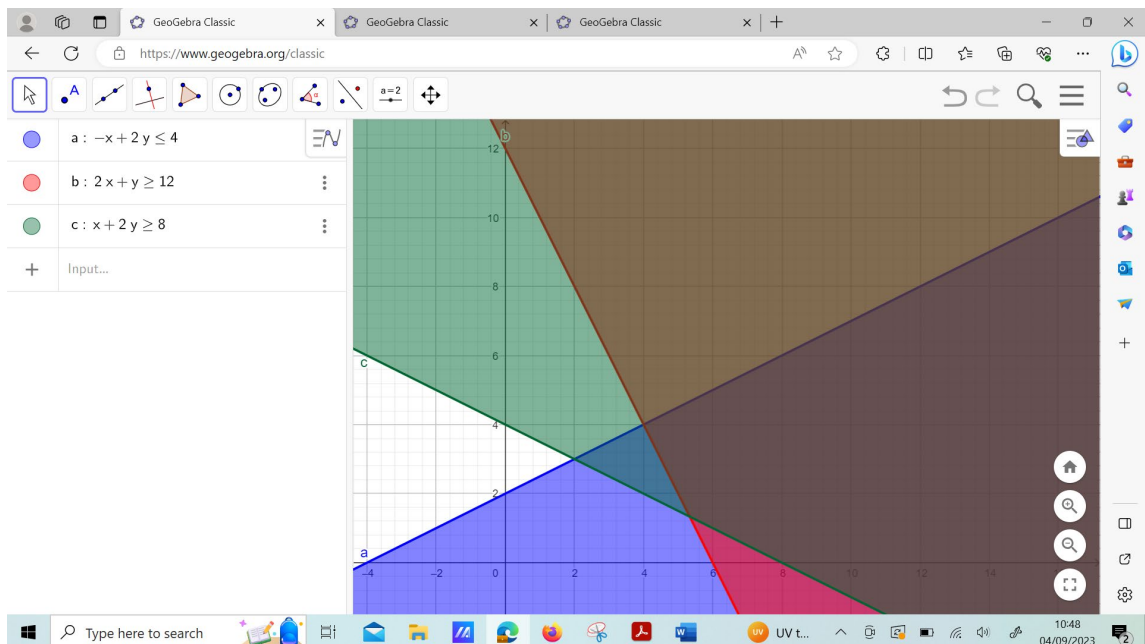 GeoGebra Classic
GeoGebra Classic
GeoGebra Classic
https://www.geogebra.org/classic
A
a = 2
a : −x + 2 y ≤ 4
b : 2 x + y ≥ 12
c : x + 2 y ≥ 8
Input...
b
12
10
8
6
c
4
2
a
−4 −2 0 2 4 6 8 10 12 14
Type here to search
UV UV t...
10:48
04/09/2023
2